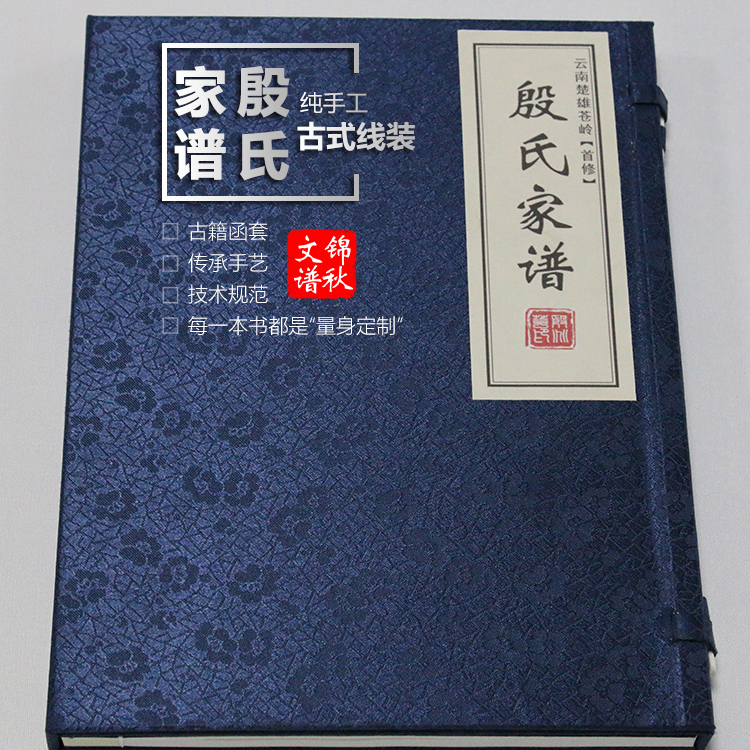 殷氏
家谱
纯手工
古式线装
古籍函套
传承手艺
技术规范
每一本书都是“量身定制”
锦秋
文谱
云南楚雄苍岭【首修】
殷氏家谱